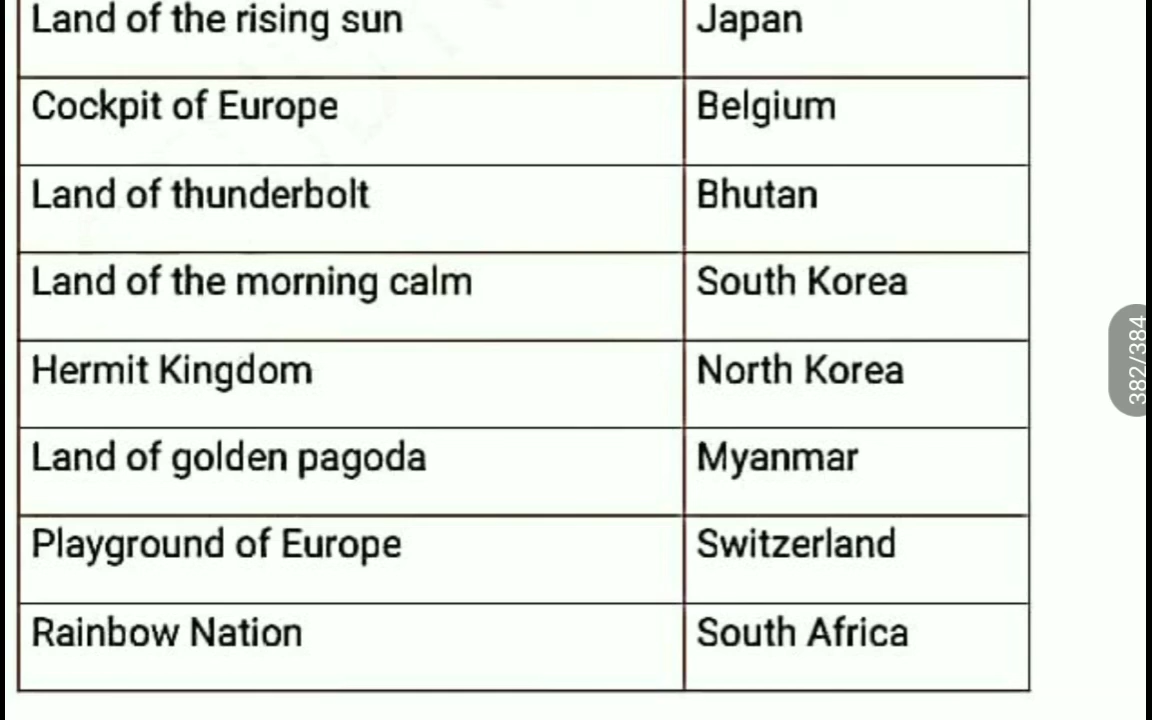 Land of the rising sun Japan
Cockpit of Europe Belgium
Land of thunderbolt Bhutan
Land of the morning calm South Korea
Hermit Kingdom North Korea
Land of golden pagoda Myanmar
Playground of Europe Switzerland
Rainbow Nation South Africa
382/384